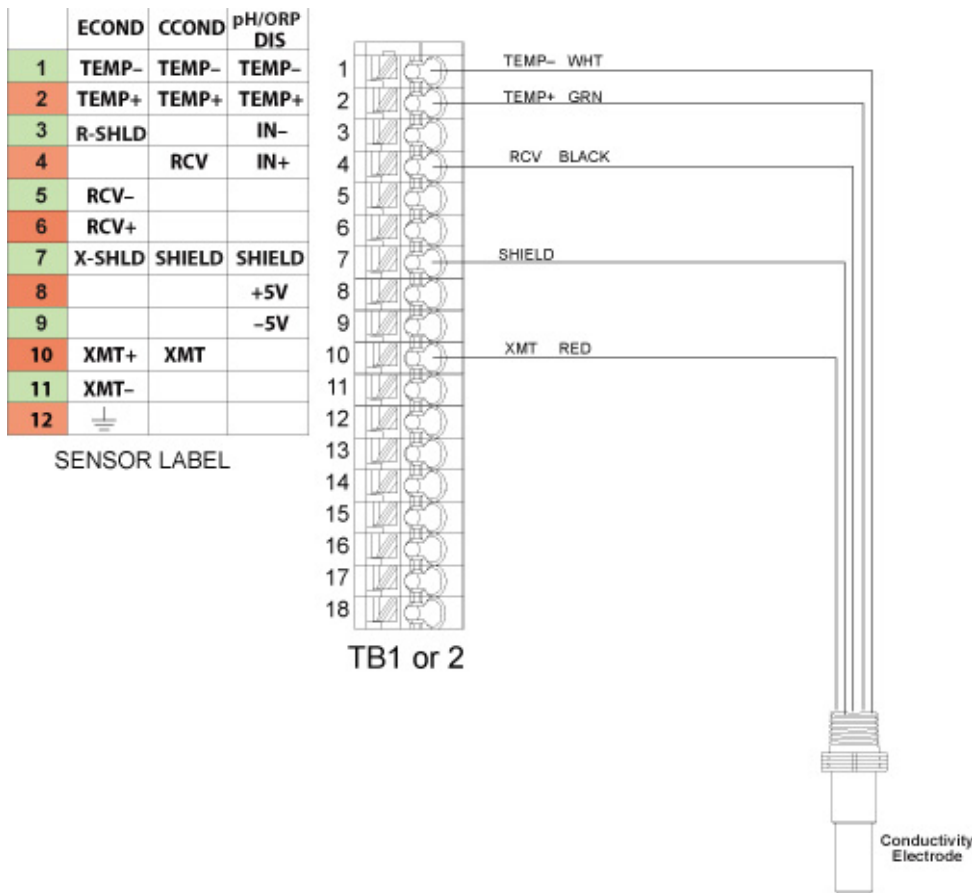 ECOND CCOND pH/ORP DIS
1 TEMP– TEMP– TEMP–
2 TEMP+ TEMP+ TEMP+
3 R-SHLD IN–
4 RCV IN+
5 RCV–
6 RCV+
7 X-SHLD SHIELD SHIELD
8 +5V
9 –5V
10 XMT+ XMT
11 XMT–
12
SENSOR LABEL
1 TEMP– WHT
2 TEMP+ GRN
3
4 RCV BLACK
5
6
7 SHIELD
8
9
10 XMT RED
11
12
13
14
15
16
17
18
TB1 or 2
Conductivity
Electrode